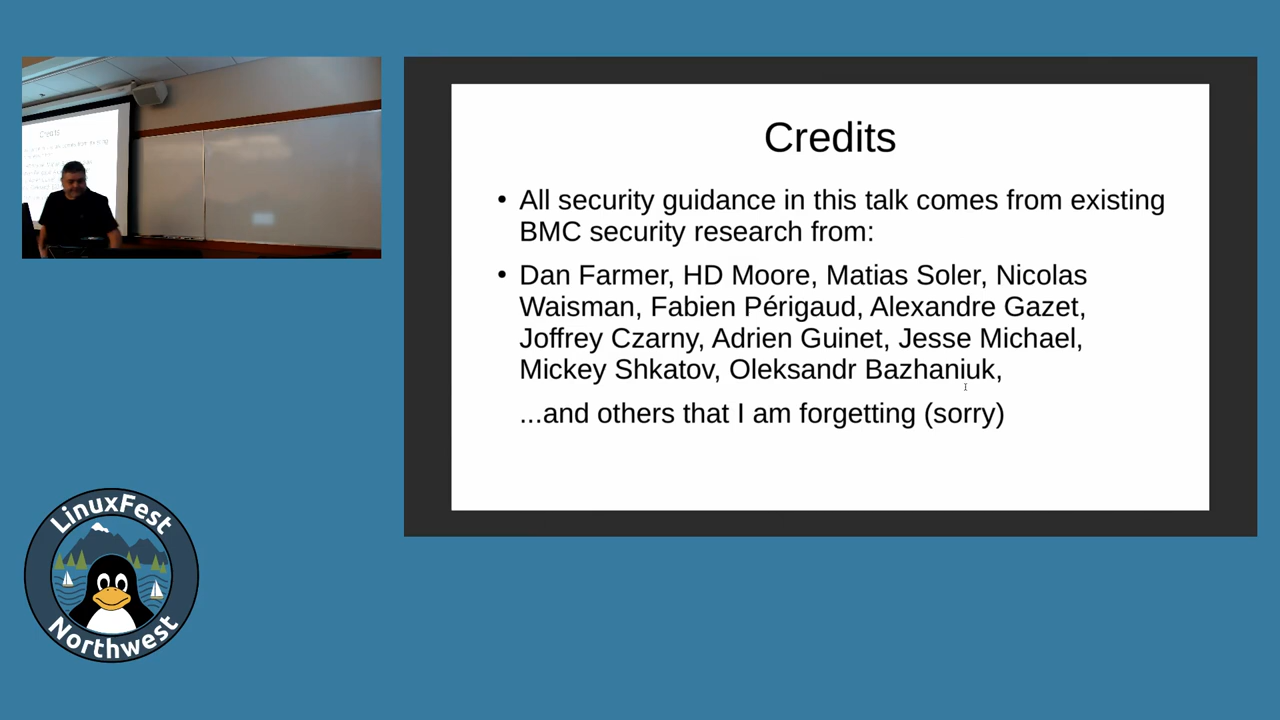 Credits
• All security guidance in this talk comes from existing
BMC security research from:
• Dan Farmer, HD Moore, Matias Soler, Nicolas
Waisman, Fabien Périgaud, Alexandre Gazet,
Joffrey Czarny, Adrien Guinet, Jesse Michael,
Mickey Shkatov, Oleksandr Bazhaniuk,
...and others that I am forgetting (sorry)
Credits
LinuxFest
Northwest